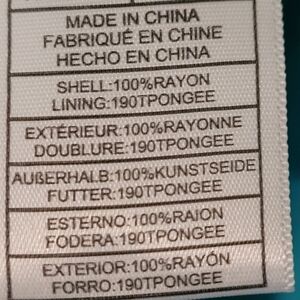 MADE IN CHINA
FABRIQUÉ EN CHINE
HECHO EN CHINA
SHELL:100%RAYON
LINING:190TPONGEE
EXTÉRIEUR:100%RAYONNE
DOUBLURE:190TPONGEE
AUßERHALB:100%KUNSTSEIDE
FUTTER:190TPONGEE
ESTERNO:100%RAION
FODERA:190TPONGEE
EXTERIOR:100%RAYÓN
FORRO:190TPONGEE